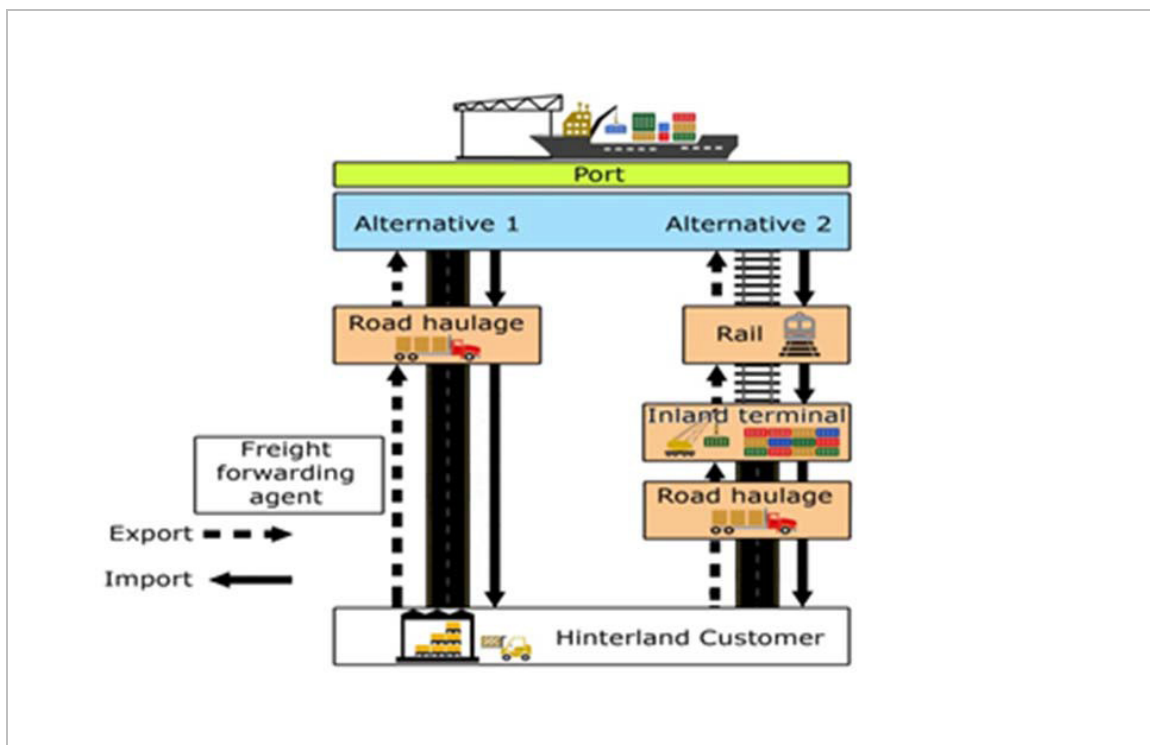 Port
Alternative 1
Alternative 2
Road haulage
Rail
Inland terminal
Freight
forwarding
agent
Road haulage
Export
Import
Hinterland Customer